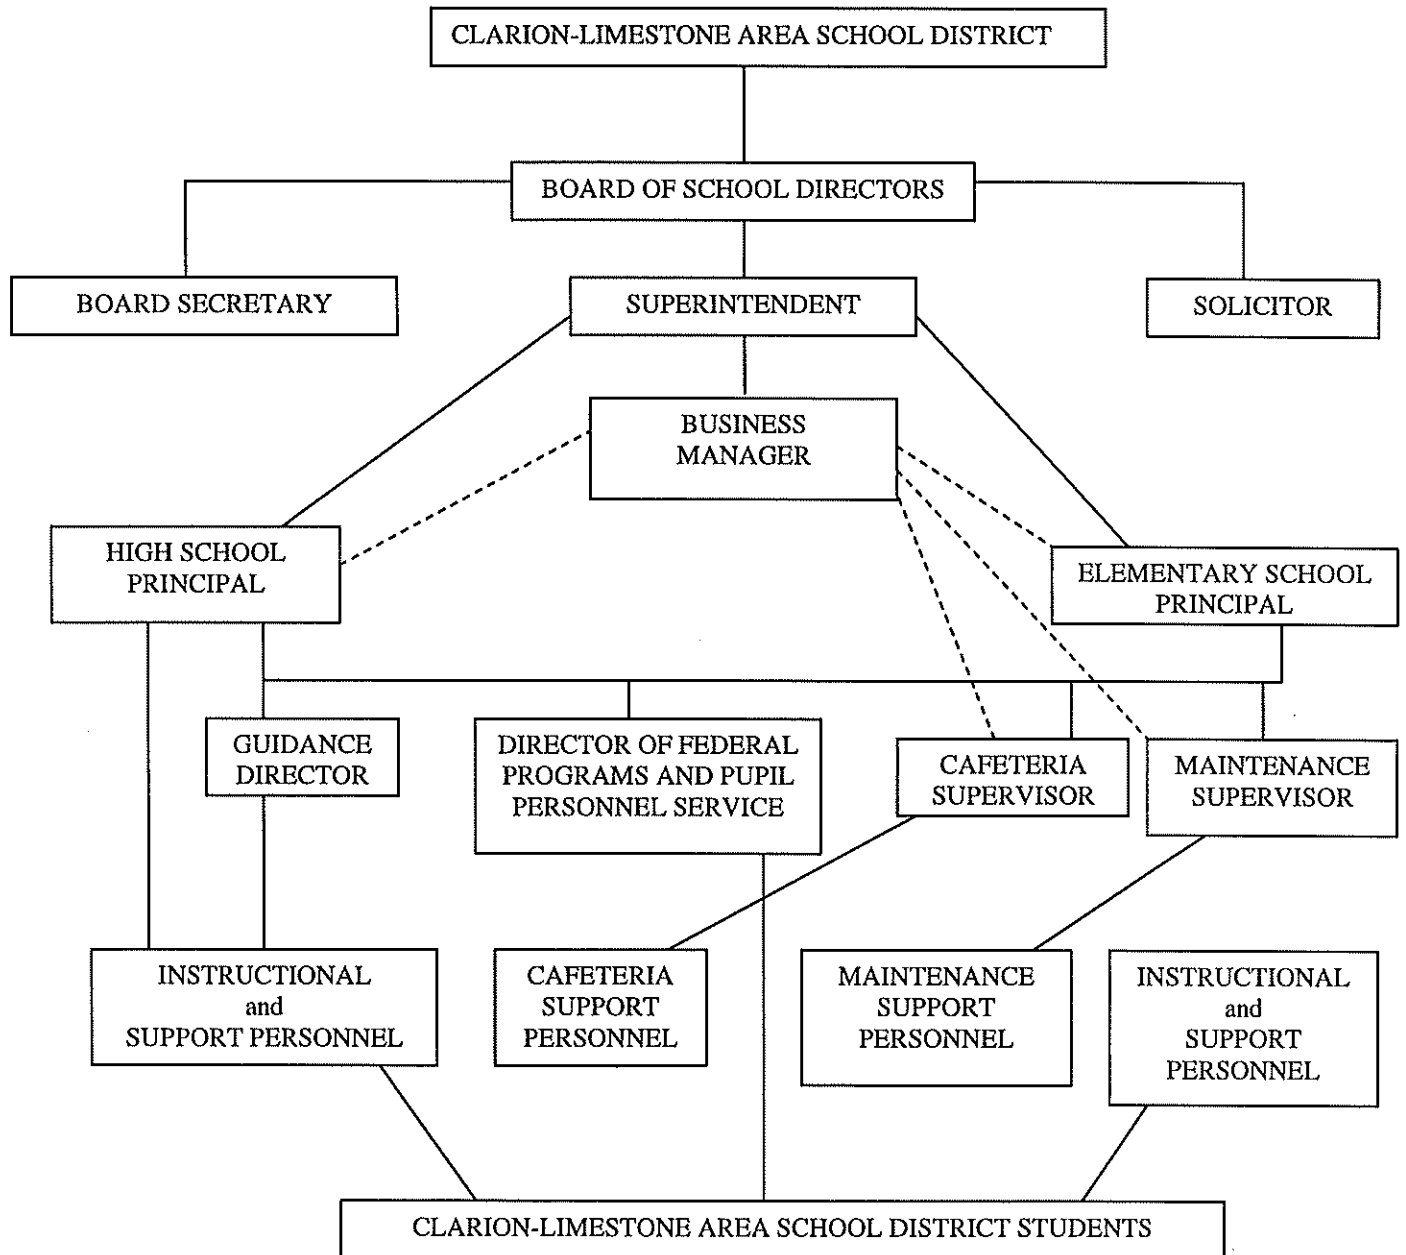 CLARION-LIMESTONE AREA SCHOOL DISTRICT
BOARD OF SCHOOL DIRECTORS
BOARD SECRETARY
SUPERINTENDENT
SOLICITOR
BUSINESS
MANAGER
HIGH SCHOOL
PRINCIPAL
ELEMENTARY SCHOOL
PRINCIPAL
GUIDANCE
DIRECTOR
DIRECTOR OF FEDERAL
PROGRAMS AND PUPIL
PERSONNEL SERVICE
CAFETERIA
SUPERVISOR
MAINTENANCE
SUPERVISOR
INSTRUCTIONAL
and
SUPPORT PERSONNEL
CAFETERIA
SUPPORT
PERSONNEL
MAINTENANCE
SUPPORT
PERSONNEL
INSTRUCTIONAL
and
SUPPORT
PERSONNEL
CLARION-LIMESTONE AREA SCHOOL DISTRICT STUDENTS